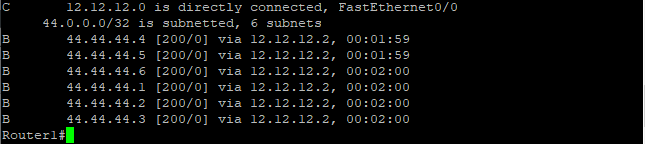 C       12.12.12.0 is directly connected, FastEthernet0/0
     44.0.0.0/32 is subnetted, 6 subnets
B       44.44.44.4 [200/0] via 12.12.12.2, 00:01:59
B       44.44.44.5 [200/0] via 12.12.12.2, 00:01:59
B       44.44.44.6 [200/0] via 12.12.12.2, 00:02:00
B       44.44.44.1 [200/0] via 12.12.12.2, 00:02:00
B       44.44.44.2 [200/0] via 12.12.12.2, 00:02:00
B       44.44.44.3 [200/0] via 12.12.12.2, 00:02:00
Router1#